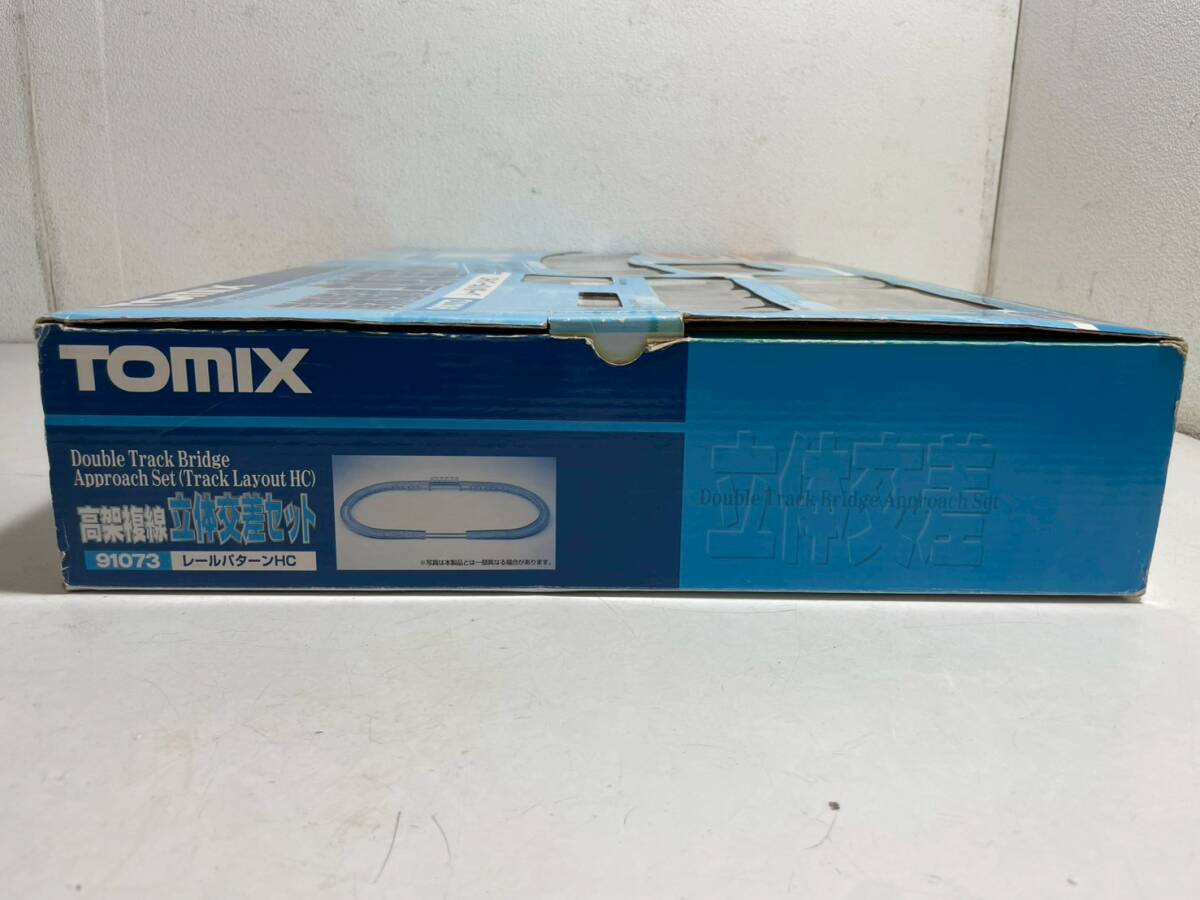 TOMIX
Double Track Bridge
Approach Set (Track Layout HC)
高架複線 立体交差セット
91073 レールパターンHC
※写真は本製品とは一部異なる場合があります。
立体交差
Double Track Bridge Approach Set